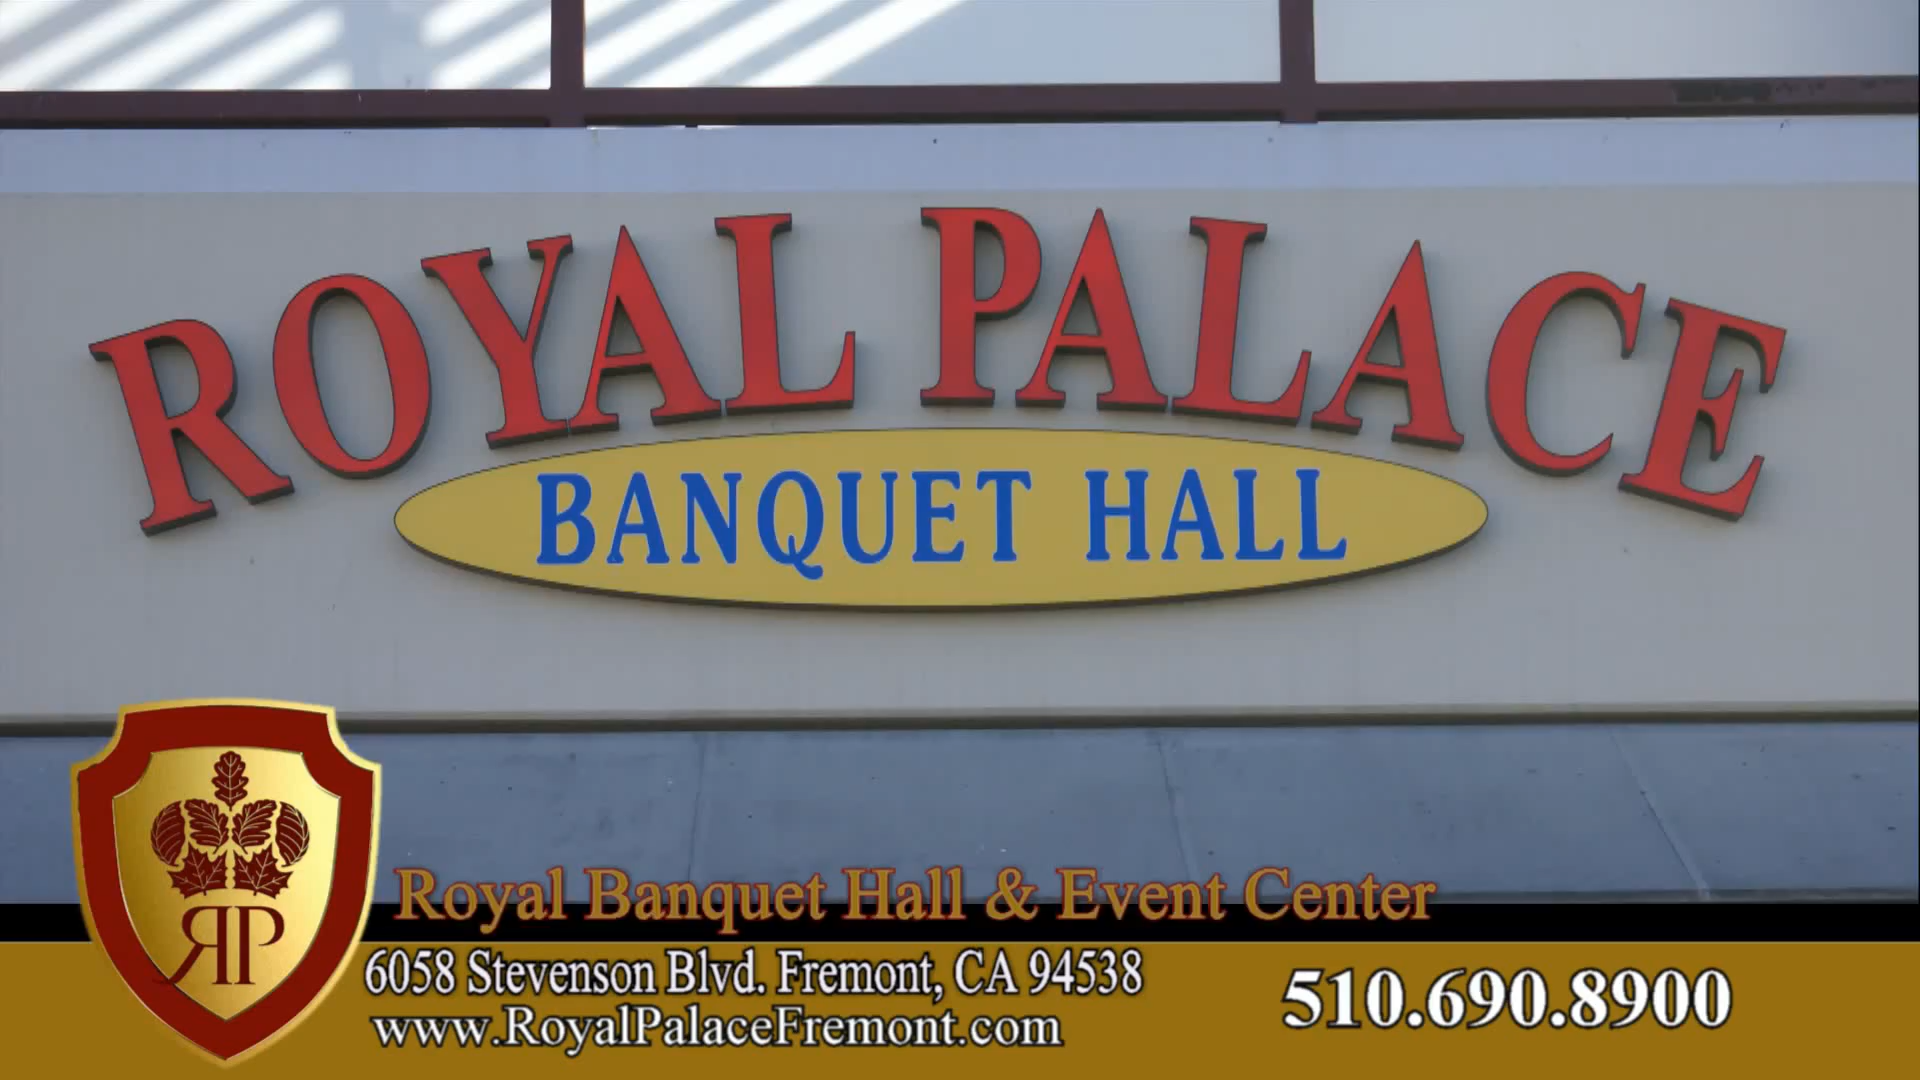 ROYAL PALACE
BANQUET HALL
RP
Royal Banquet Hall & Event Center
6058 Stevenson Blvd. Fremont, CA 94538
www.RoyalPalaceFremont.com
510.690.8900